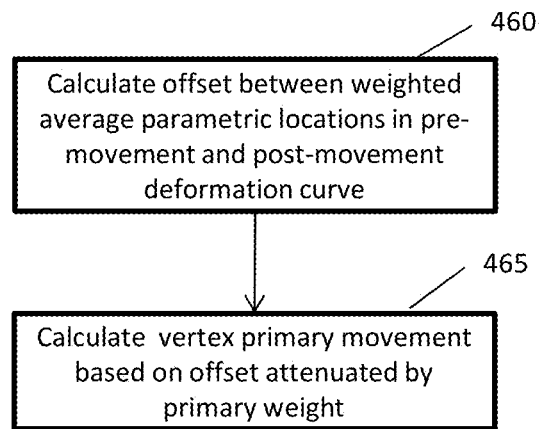 460
Calculate offset between weighted
average parametric locations in pre-
movement and post-movement
deformation curve
465
Calculate vertex primary movement
based on offset attenuated by
primary weight